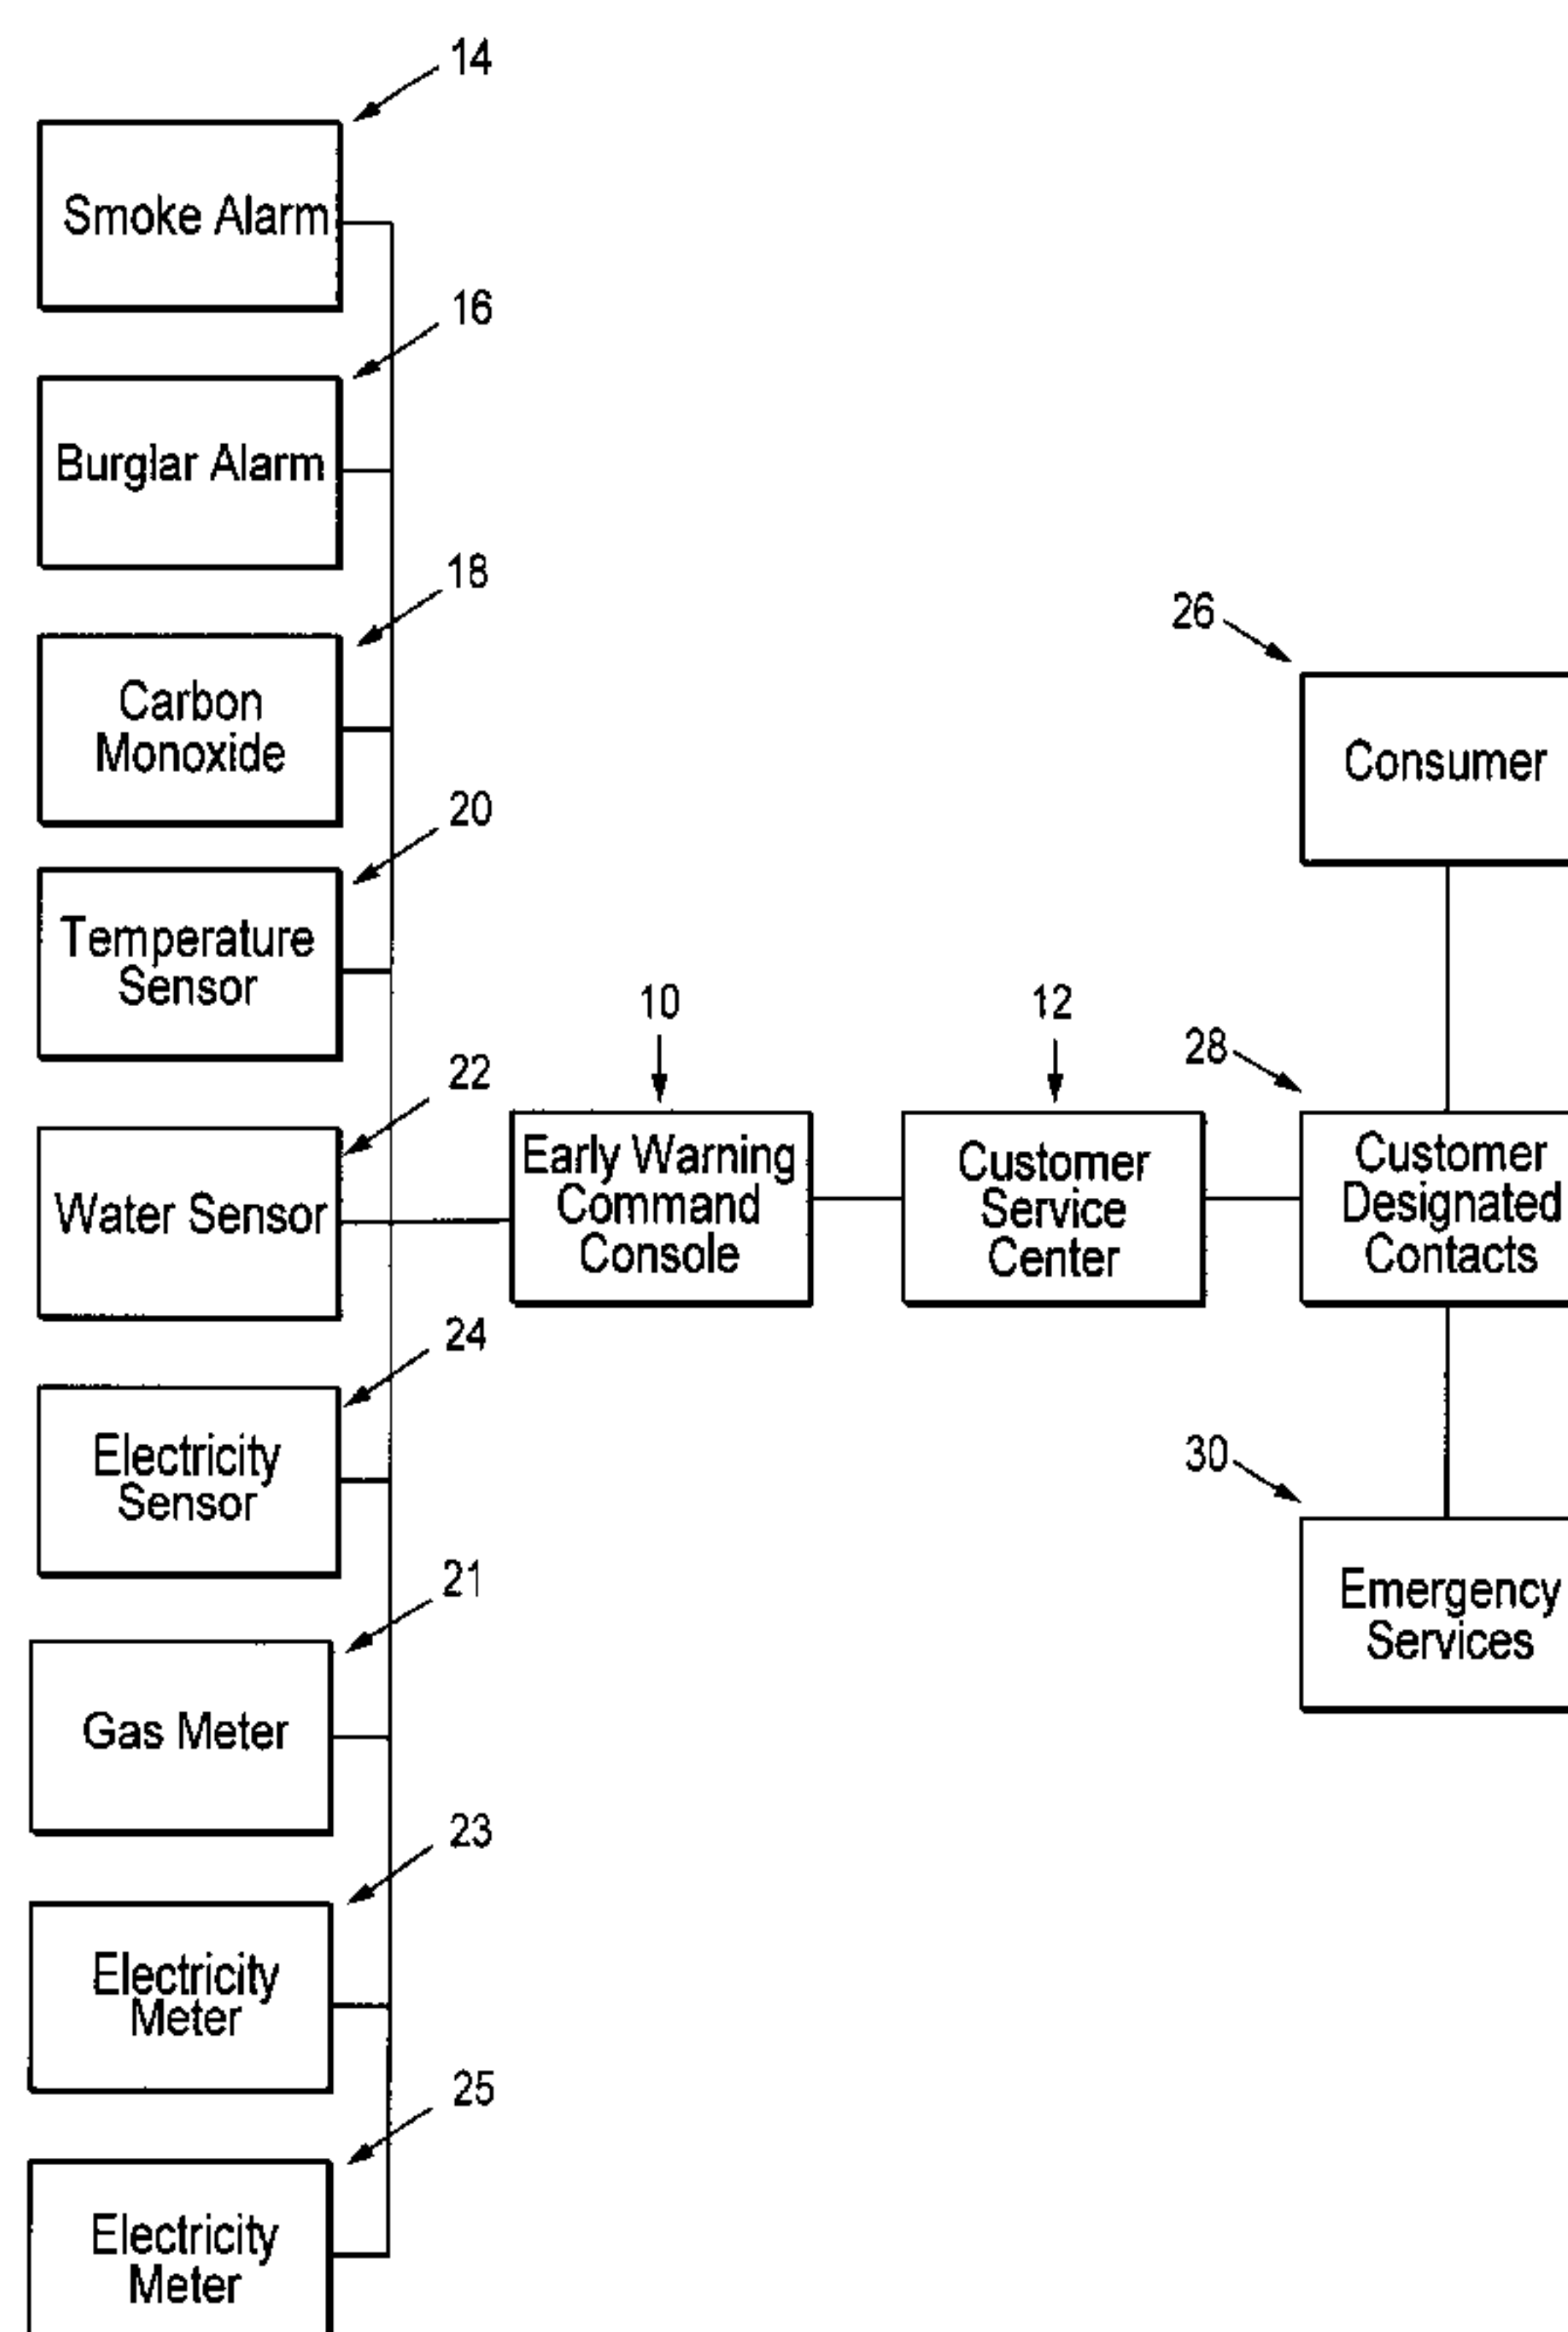 14
Smoke Alarm
16
Burglar Alarm
18
Carbon
Monoxide
20
Temperature
Sensor
22
Water Sensor
24
Electricity
Sensor
21
Gas Meter
23
Electricity
Meter
25
Electricity
Meter
10
Early Warning
Command
Console
12
Customer
Service
Center
26
Consumer
28
Customer
Designated
Contacts
30
Emergency
Services